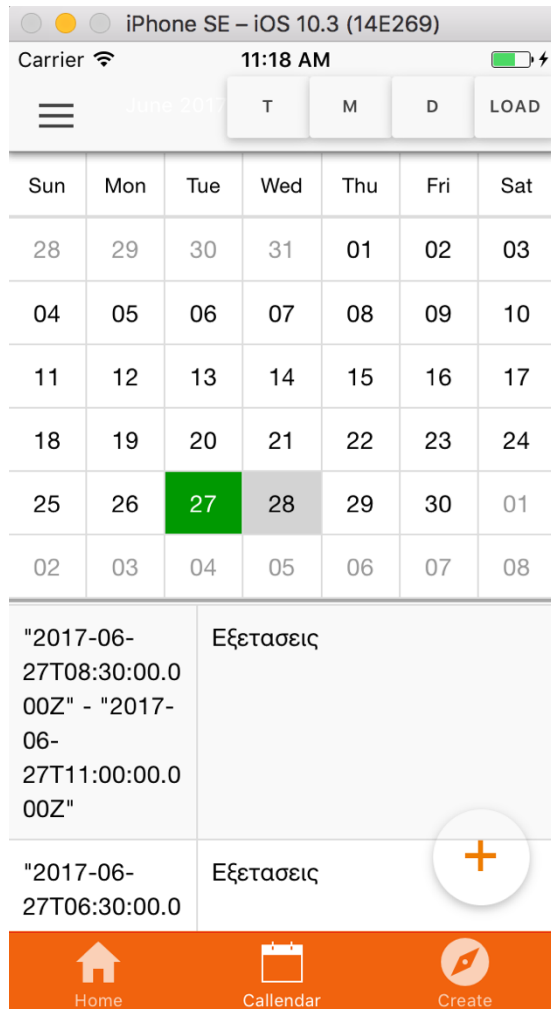 iPhone SE – iOS 10.3 (14E269)
Carrier 11:18 AM
June 2017 T M D LOAD
Sun Mon Tue Wed Thu Fri Sat
28 29 30 31 01 02 03
04 05 06 07 08 09 10
11 12 13 14 15 16 17
18 19 20 21 22 23 24
25 26 27 28 29 30 01
02 03 04 05 06 07 08
"2017-06- Εξετασεις
27T08:30:00.0
00Z" - "2017-
06-
27T11:00:00.0
00Z"
"2017-06- Εξετασεις
27T06:30:00.0
Home Callendar Create